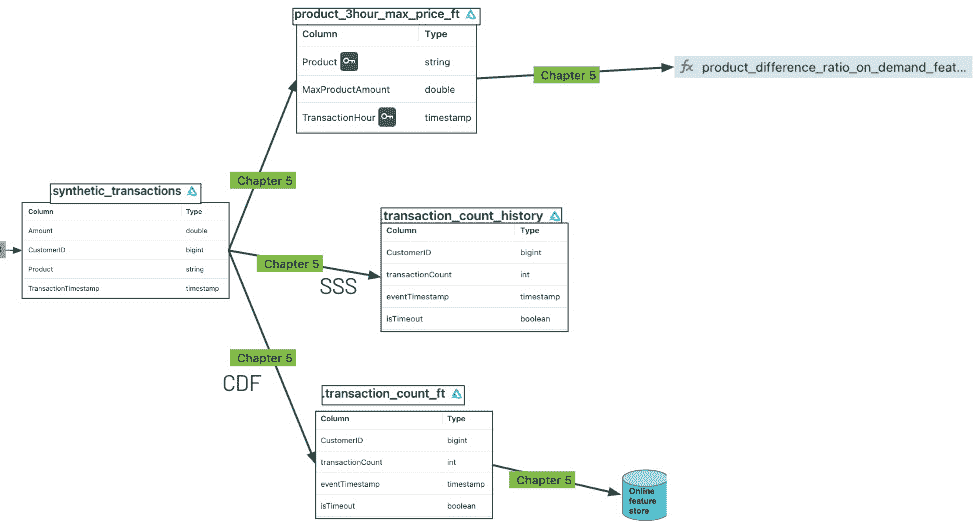 product_3hour_max_price_ft
Column Type
Product string
MaxProductAmount double
TransactionHour timestamp
Chapter 5
fx product_difference_ratio_on_demand_feat...
Chapter 5
.synthetic_transactions
Column Type
Amount double
CustomerID bigint
Product string
TransactionTimestamp timestamp
Chapter 5
SSS
.transaction_count_history
Column Type
CustomerID bigint
transactionCount int
eventTimestamp timestamp
isTimeout boolean
Chapter 5
CDF
.transaction_count_ft
Column Type
CustomerID bigint
transactionCount int
eventTimestamp timestamp
isTimeout boolean
Chapter 5
Online
feature
store